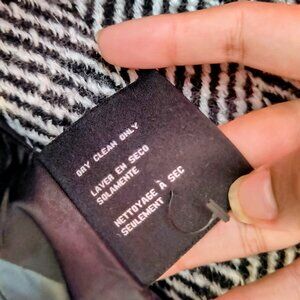 DRY CLEAN ONLY
LAVER EN SECO
SOLAMENTE
NETTOYAGE À SEC
SEULEMENT